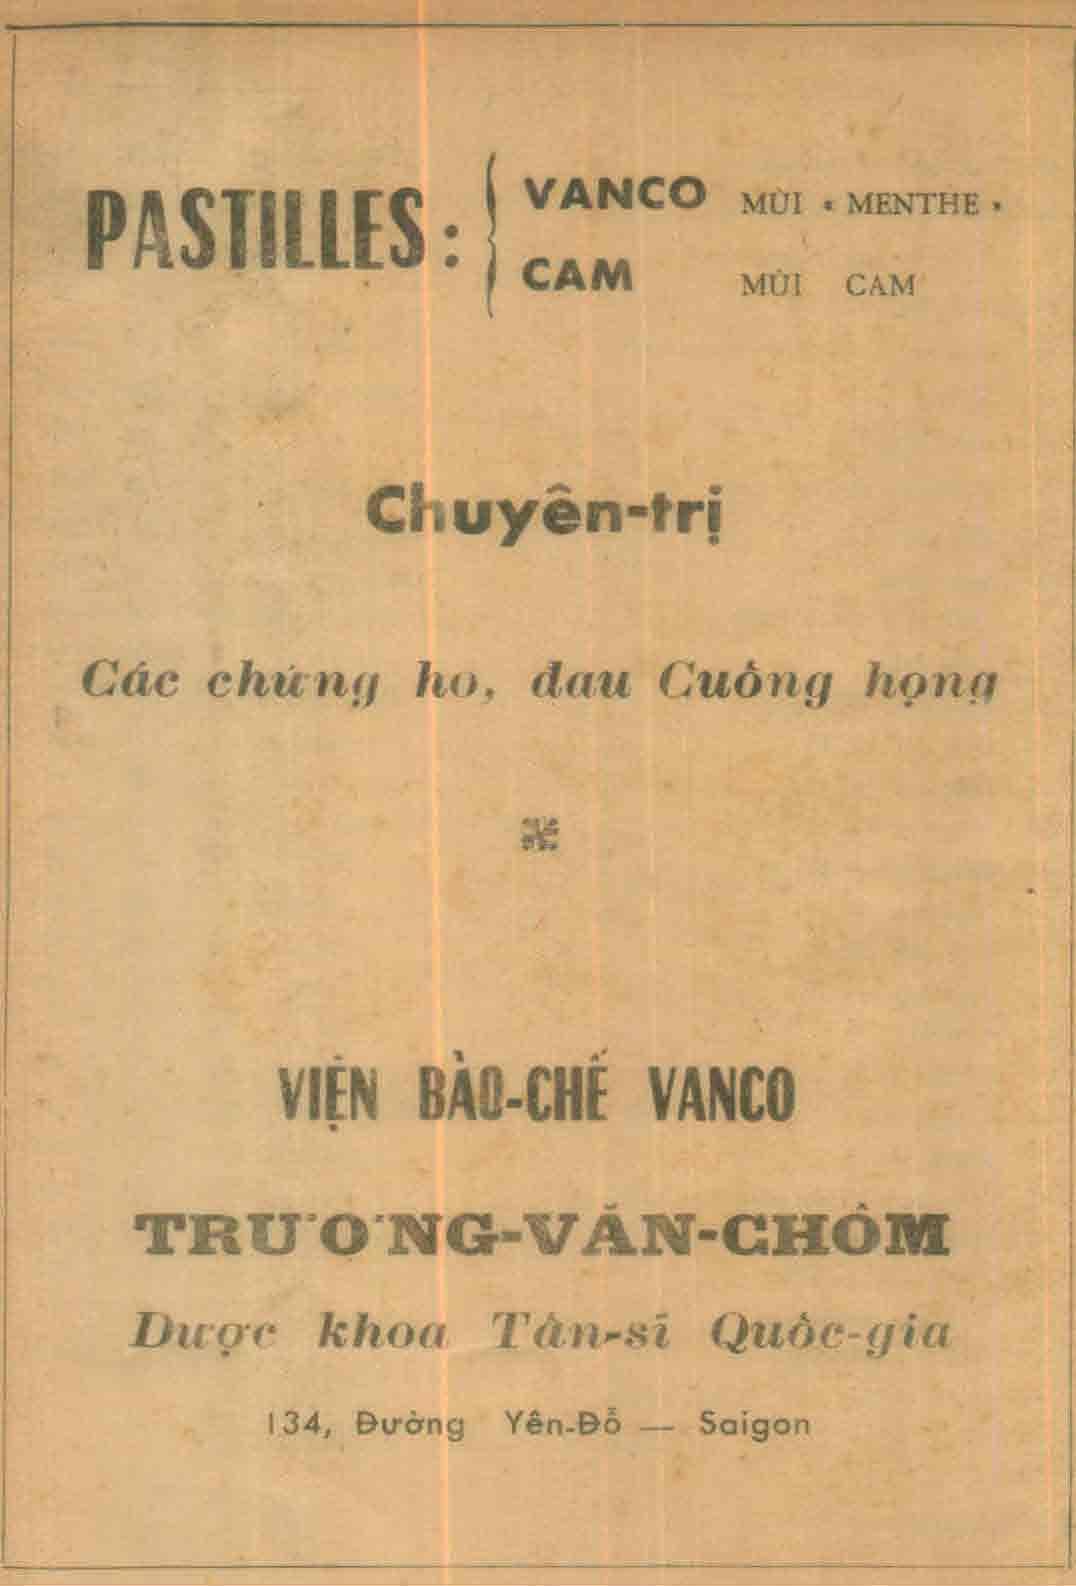 PASTILLES : { VANCO MÙI « MENTHE »
CAM MÙI CAM
Chuyên-trị
Các chứng ho, đau Cuống họng
VIỆN BÀO-CHẾ VANCO
TRƯƠNG-VĂN-CHÔM
Dược khoa Tấn-sĩ Quốc-gia
134, Đường Yên-Đỗ — Saigon